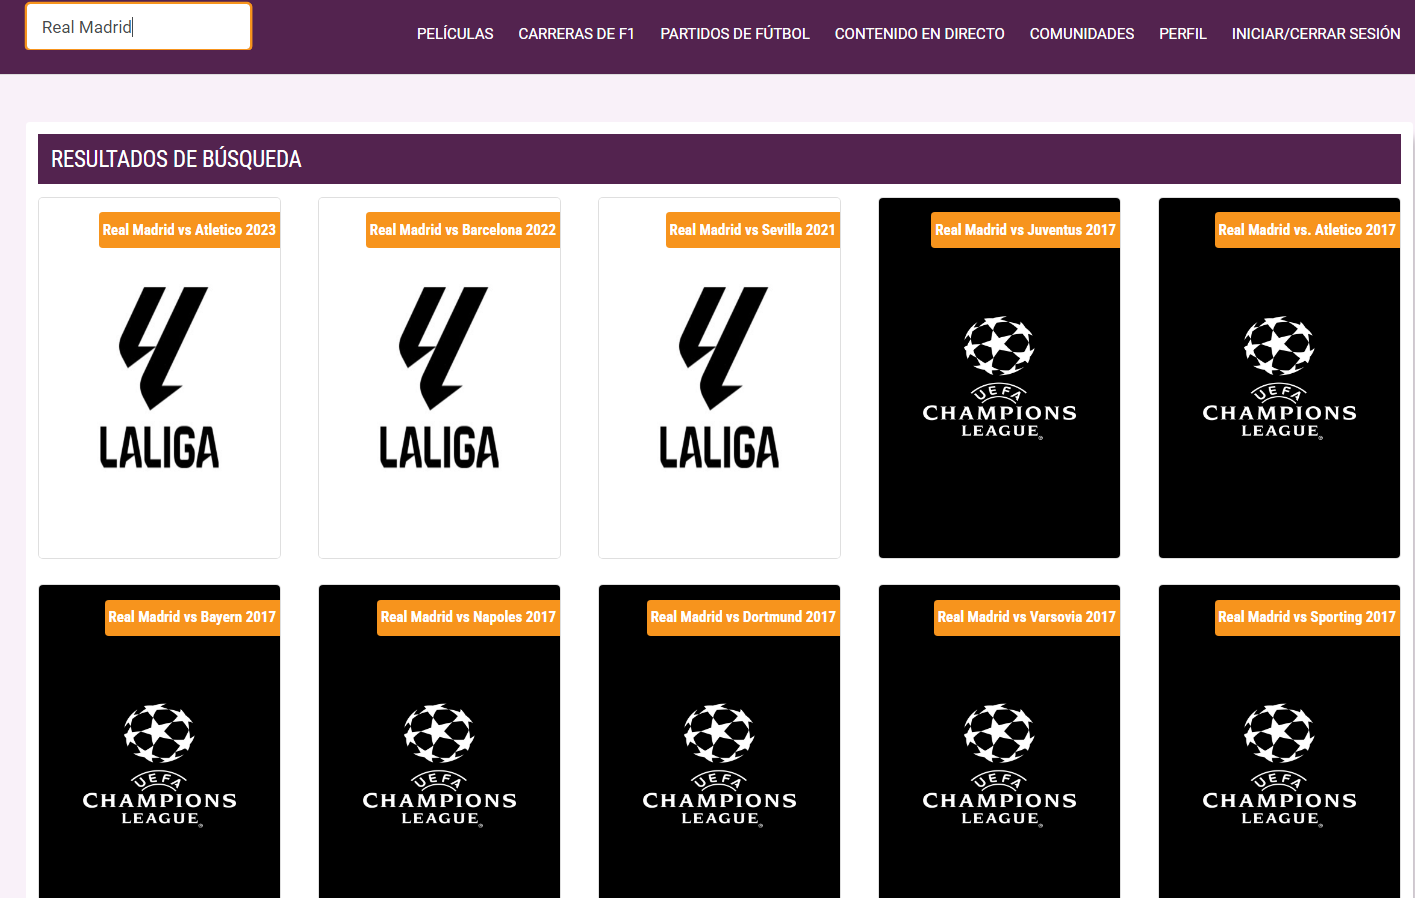 Real Madrid
PELÍCULAS CARRERAS DE F1 PARTIDOS DE FÚTBOL CONTENIDO EN DIRECTO COMUNIDADES PERFIL INICIAR/CERRAR SESIÓN
RESULTADOS DE BÚSQUEDA
Real Madrid vs Atletico 2023
LALIGA
Real Madrid vs Barcelona 2022
LALIGA
Real Madrid vs Sevilla 2021
LALIGA
Real Madrid vs Juventus 2017
UEFA
CHAMPIONS
LEAGUE
Real Madrid vs. Atletico 2017
UEFA
CHAMPIONS
LEAGUE
Real Madrid vs Bayern 2017
UEFA
CHAMPIONS
LEAGUE
Real Madrid vs Napoles 2017
UEFA
CHAMPIONS
LEAGUE
Real Madrid vs Dortmund 2017
UEFA
CHAMPIONS
LEAGUE
Real Madrid vs Varsovia 2017
UEFA
CHAMPIONS
LEAGUE
Real Madrid vs Sporting 2017
UEFA
CHAMPIONS
LEAGUE